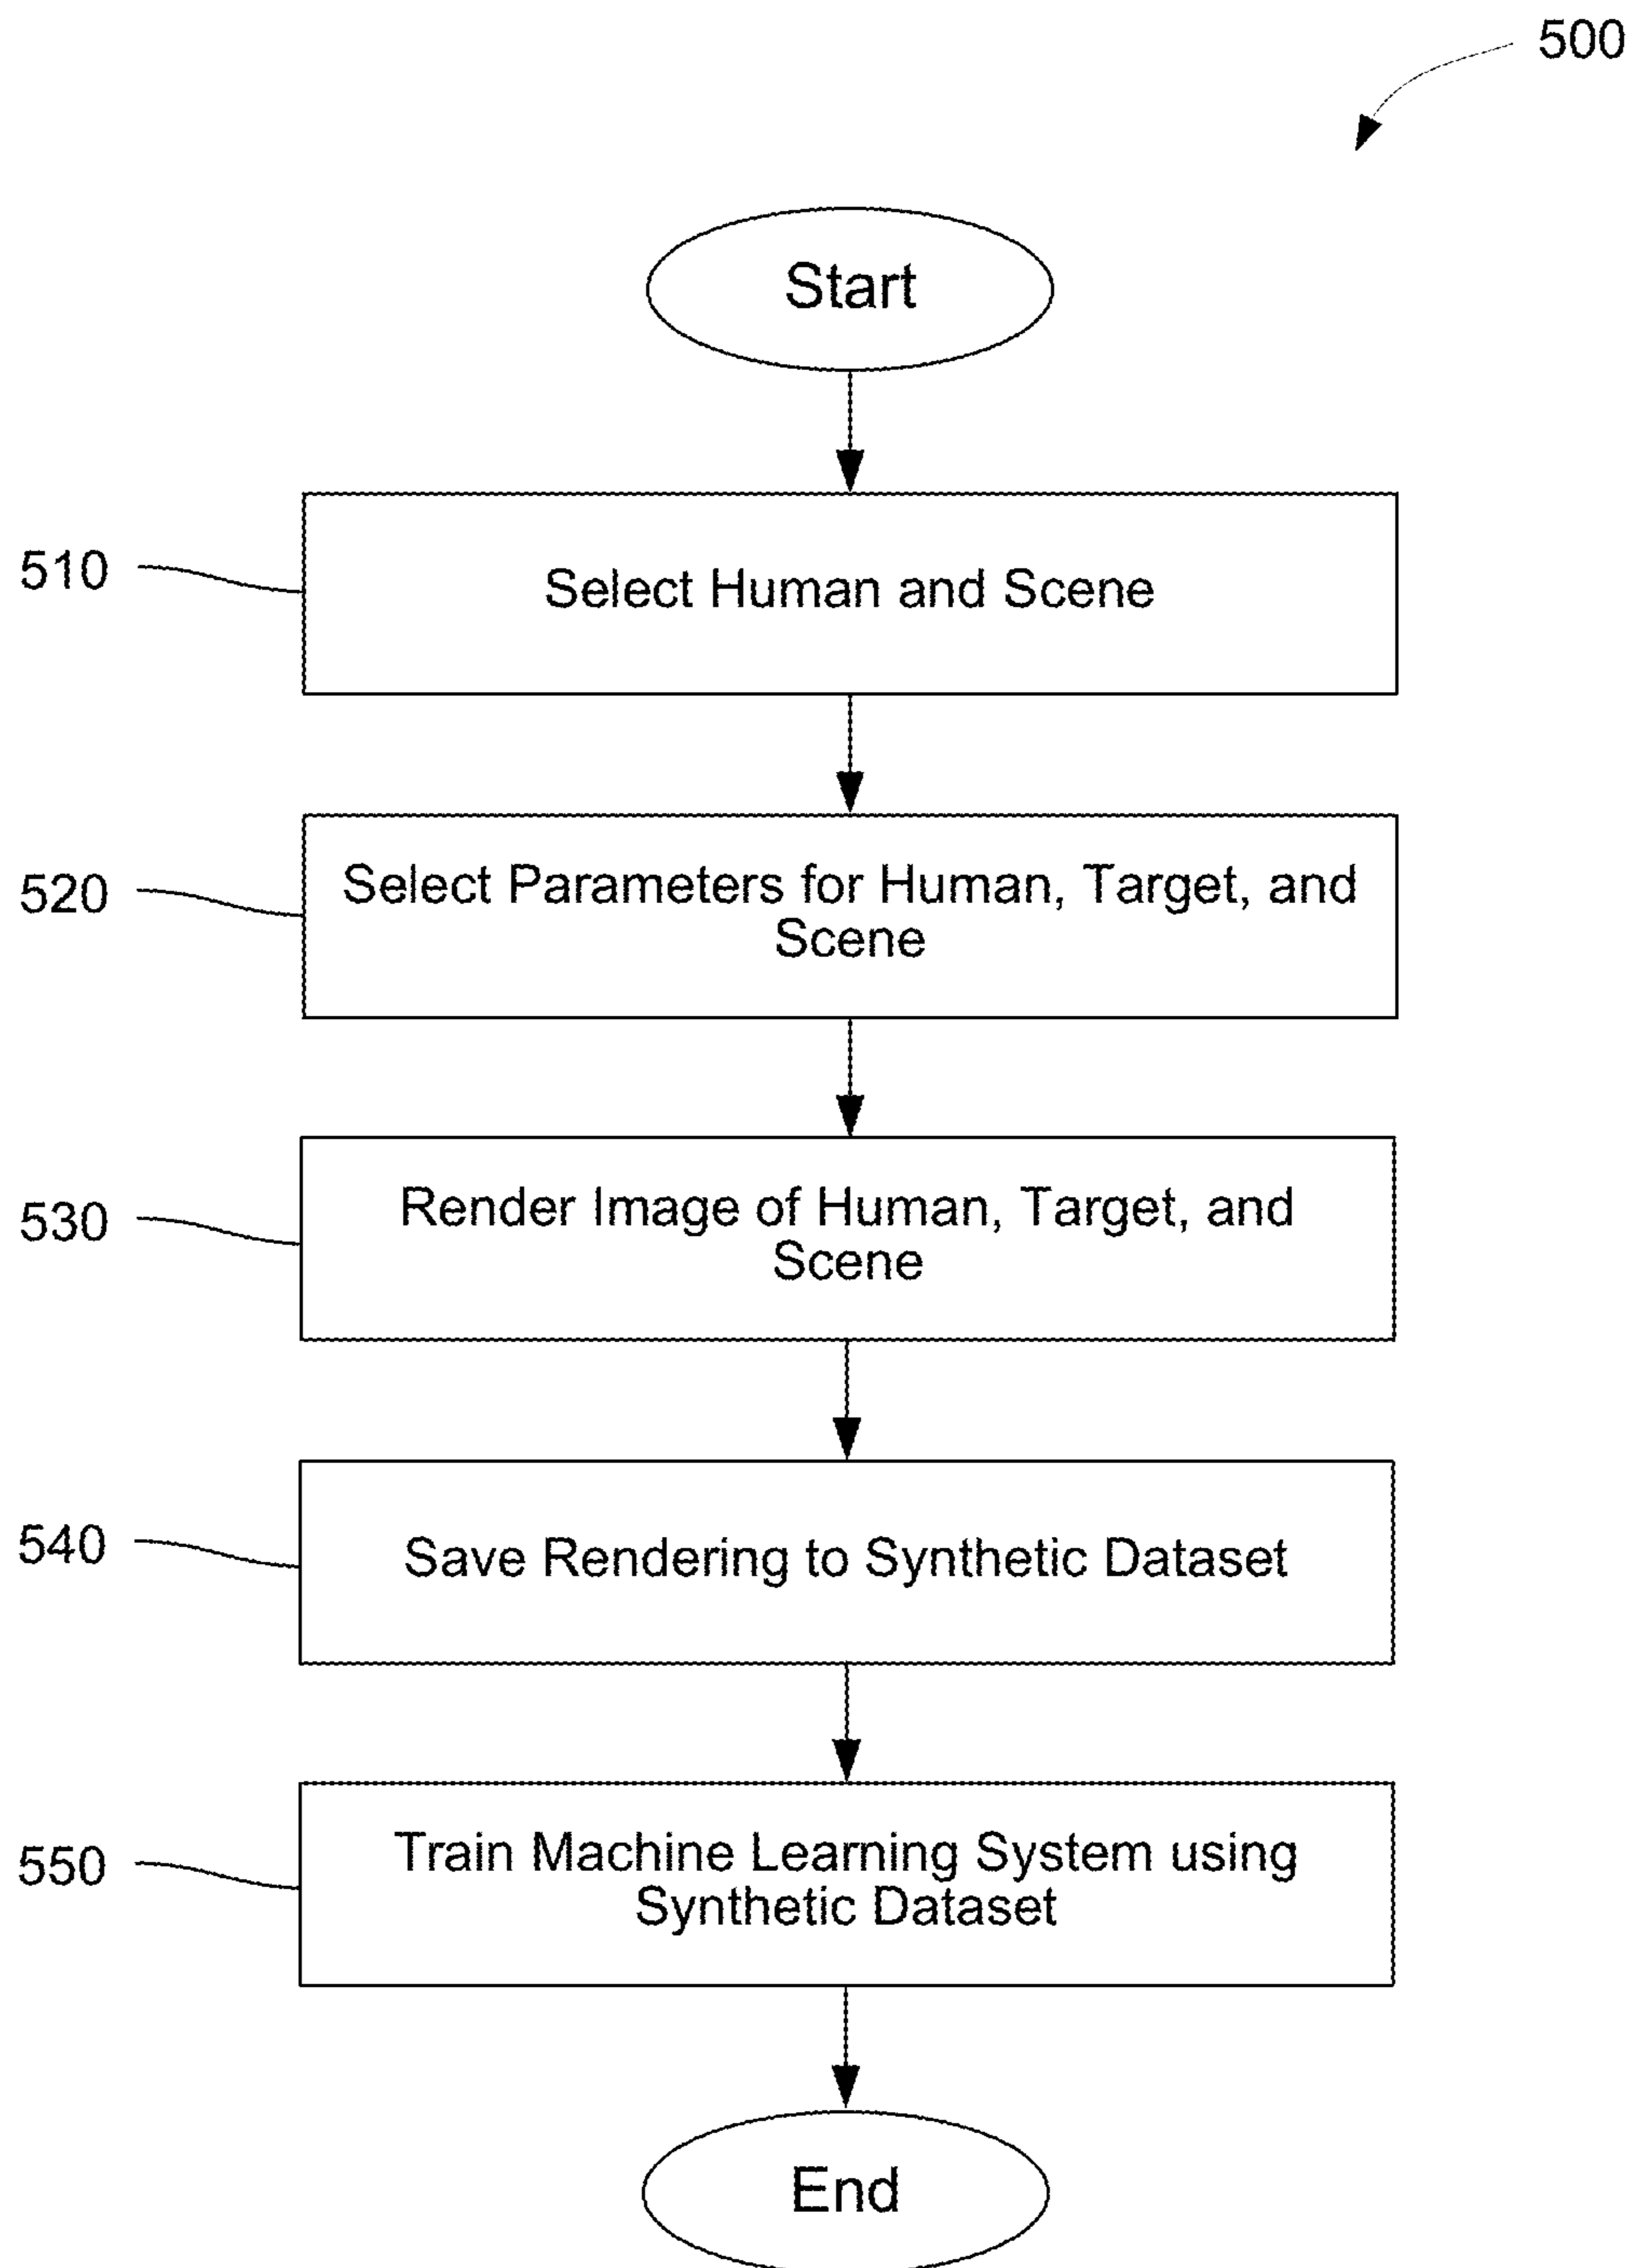 500
Start
510
Select Human and Scene
520
Select Parameters for Human, Target, and
Scene
530
Render Image of Human, Target, and
Scene
540
Save Rendering to Synthetic Dataset
550
Train Machine Learning System using
Synthetic Dataset
End